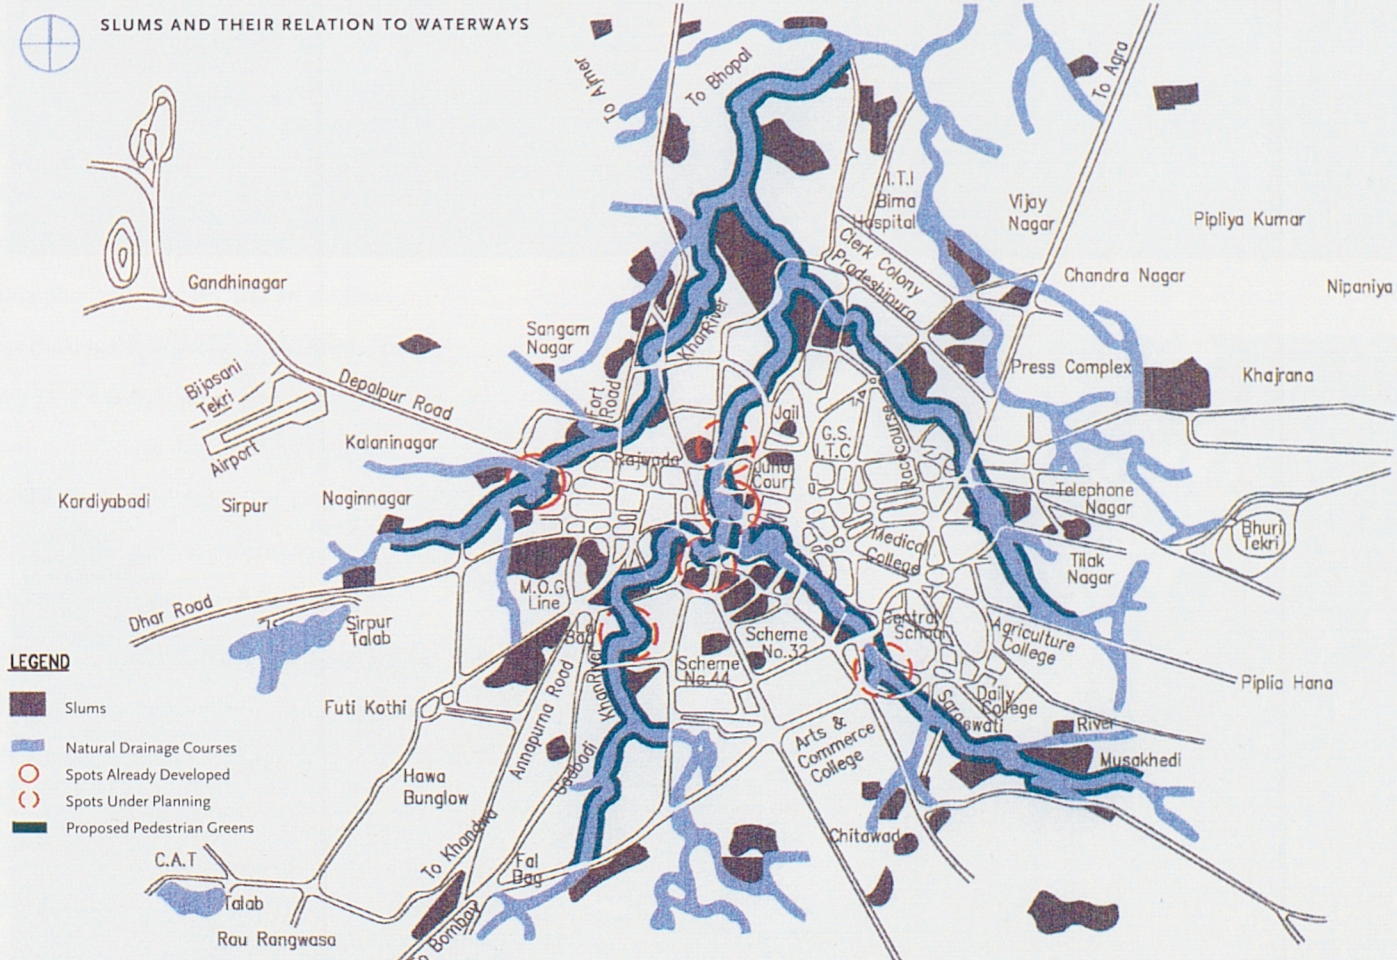 SLUMS AND THEIR RELATION TO WATERWAYS
To Ajmer
To Bhopal
To Agra
I.T.I
Bima
Hospital
Vijay
Nagar
Pipliya Kumar
Clerk Colony
Pradeshipura
Chandra Nagar
Nipaniya
Gandhinagar
Khan River
Sangam
Nagar
Press Complex
Khajrana
Bijasani
Tekri
Depalpur Road
Fort
Road
Jail
G.S.
I.T.C
Racecourse
Airport
Kalaninagar
Rajwada
Juna
Court
Kordiyabadi
Sirpur
Naginnagar
Telephone
Nagar
Bhuri
Tekri
Medical
College
Tilak
Nagar
M.O.G
Line
Dhar Road
Sirpur
Talab
Lal
Bag
Scheme
No.32
Central
School
Agriculture
College
Scheme
No.44
Piplia Hana
LEGEND
Slums
Natural Drainage Courses
Spots Already Developed
Spots Under Planning
Proposed Pedestrian Greens
Futi Kothi
Annapurna Road
Khan River
Daily
College
Saraswati
River
Arts &
Commerce
College
Musakhedi
Hawa
Bunglow
Gadbadi
Chitawad
To Khandwa
C.A.T
Talab
Fal
Bag
Rau Rangwasa
To Bombay